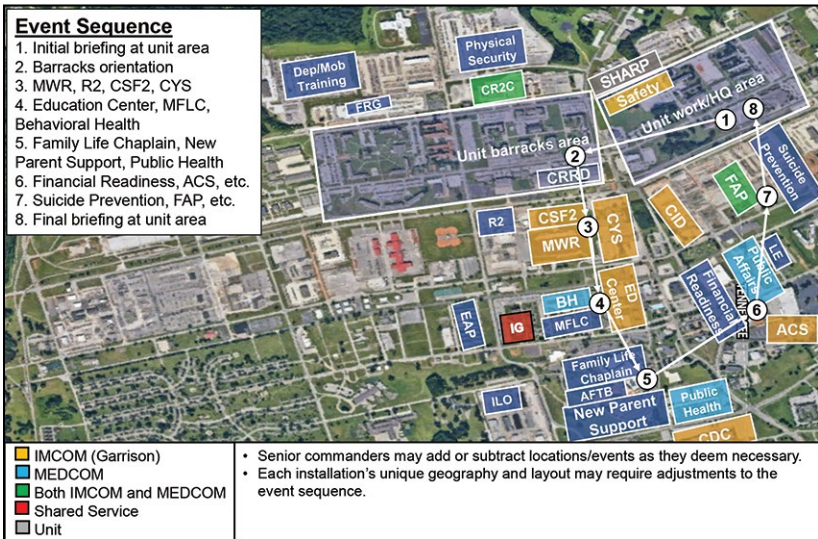 Event Sequence
1. Initial briefing at unit area
2. Barracks orientation
3. MWR, R2, CSF2, CYS
4. Education Center, MFLC,
Behavioral Health
5. Family Life Chaplain, New
Parent Support, Public Health
6. Financial Readiness, ACS, etc.
7. Suicide Prevention, FAP, etc.
8. Final briefing at unit area
Dep/Mob
Training
FRG
Physical
Security
CR2C
SHARP
Safety
Unit work/HQ area
1
8
Unit barracks area
2
CRRD
Suicide
Prevention
FAP
7
R2
CSF2
3
MWR
CYS
CID
Public
Affairs
LE
Financial
Readiness
6
ACS
EAP
IG
BH
4
MFLC
ED
Center
Family Life
Chaplain
5
AFTB
New Parent
Support
ILO
Public
Health
CDC
IMCOM (Garrison)
MEDCOM
Both IMCOM and MEDCOM
Shared Service
Unit
• Senior commanders may add or subtract locations/events as they deem necessary.
• Each installation's unique geography and layout may require adjustments to the
event sequence.